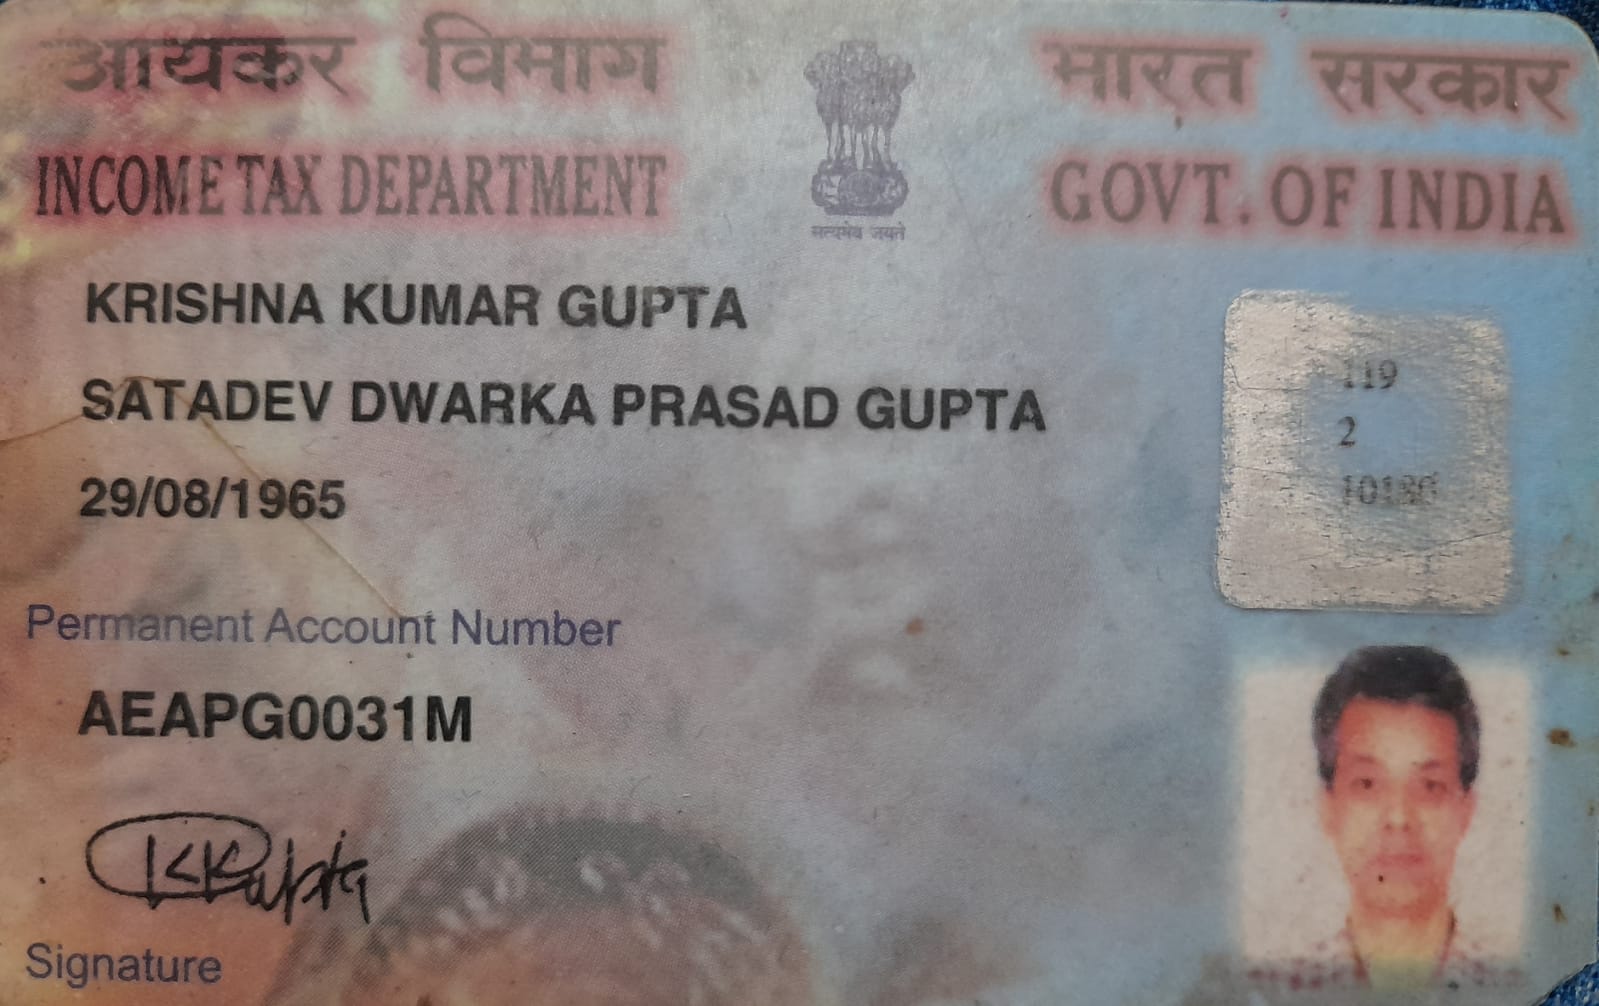 आयकर विभाग
भारत सरकार
INCOME TAX DEPARTMENT
GOVT. OF INDIA
सत्यमेव जयते
KRISHNA KUMAR GUPTA
SATADEV DWARKA PRASAD GUPTA
29/08/1965
119
2
Permanent Account Number
AEAPG0031M
KKGupta
Signature